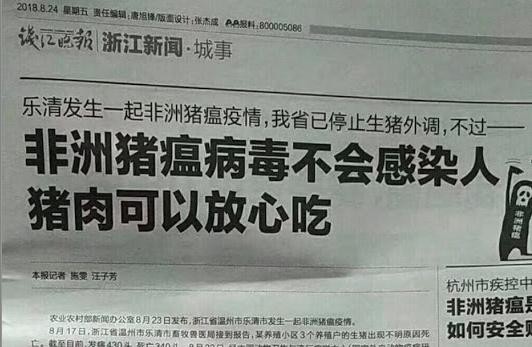 2018.8.24 星期五 责任编辑:唐旭锋/版面设计:张杰成 报料:800005086
钱江晚报 浙江新闻·城事
乐清发生一起非洲猪瘟疫情,我省已停止生猪外调,不过——
非洲猪瘟病毒不会感染人
猪肉可以放心吃
非洲猪瘟
本报记者 施雯 汪子芳
农业农村部新闻办公室8月23日发布,浙江省温州市乐清市发生一起非洲猪瘟疫情。
8月17日,浙江省温州市乐清市畜牧兽医局接到报告,某养殖小区3个养殖户的生猪出现不明原因死
亡。截至目前,发病430头,死亡340头。8月22日,
杭州市疾控中
非洲猪瘟是
如何安全购